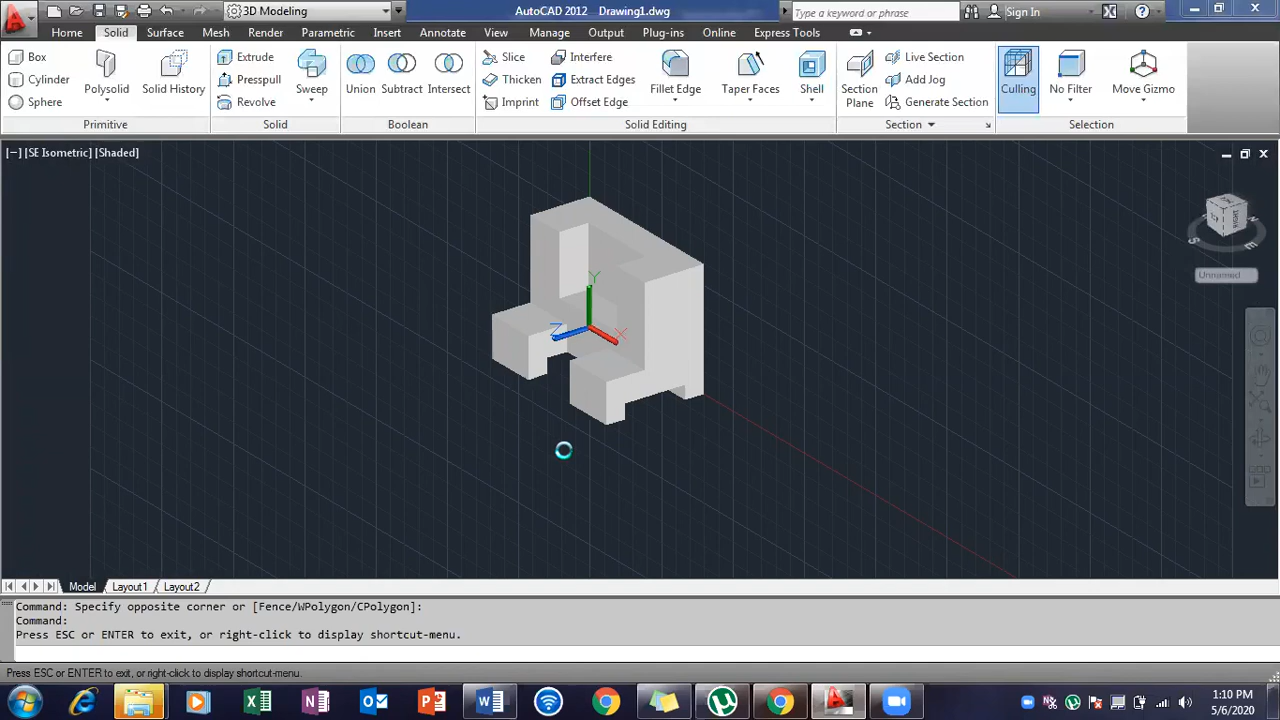 3D Modeling
AutoCAD 2012 Drawing1.dwg
Type a keyword or phrase
Sign In
Home Solid Surface Mesh Render Parametric Insert Annotate View Manage Output Plug-ins Online Express Tools
Box
Cylinder
Sphere
Polysolid
Solid History
Primitive
Extrude
Presspull
Revolve
Sweep
Solid
Union
Subtract
Intersect
Boolean
Slice
Thicken
Imprint
Interfere
Extract Edges
Offset Edge
Fillet Edge
Taper Faces
Shell
Solid Editing
Section
Plane
Live Section
Add Jog
Generate Section
Section
Culling
No Filter
Move Gizmo
Selection
[−] [SE Isometric] [Shaded]
Y
Z
X
RIGHT
S
E
Unnamed
Model Layout1 Layout2
Command: Specify opposite corner or [Fence/WPolygon/CPolygon]:
Command:
Press ESC or ENTER to exit, or right-click to display shortcut-menu.
Press ESC or ENTER to exit, or right-click to display shortcut-menu.
1:10 PM
5/6/2020